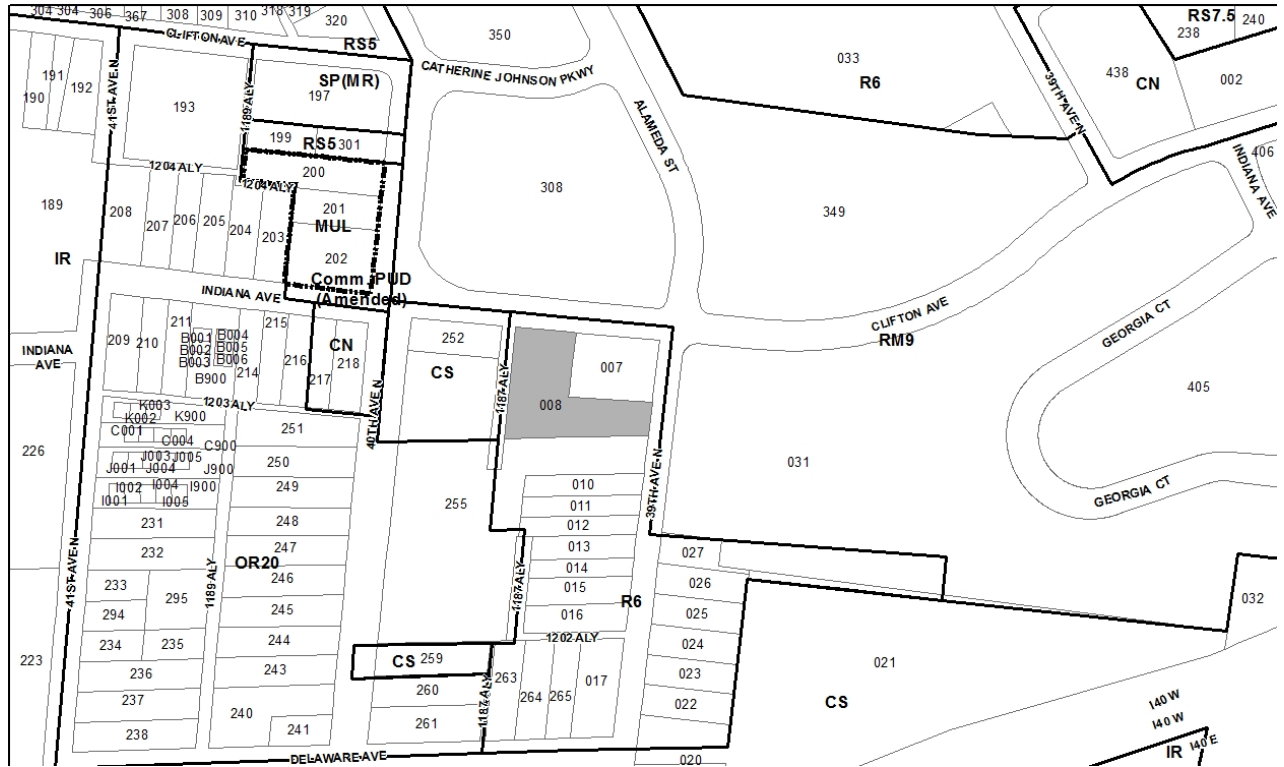 304
304
306
367
308
309
310
318
319
320
350
RS7.5
240
238
CLIFTON AVE
RS5
CATHERINE JOHNSON PKWY
033
R6
39TH AVE N
438
CN
002
191
190
192
41ST AVE N
193
1189 ALY
SP(MR)
197
ALAMEDA ST
199
RS5
301
INDIANA AVE
406
1204 ALY
1204 ALY
200
308
349
189
208
207
206
205
204
203
201
MUL
202
IR
INDIANA AVE
Comm. PUD
(Amended)
CLIFTON AVE
RM9
GEORGIA CT
INDIANA
AVE
209
210
211
B001
B004
B002
B005
B003
B006
B900
215
214
216
217
CN
218
252
CS
1187 ALY
007
008
405
1203 ALY
40TH AVE N
K003
K002
K900
C001
C004
C900
J003
J005
J001
J004
J900
I004
I002
I900
I001
I005
251
250
249
248
247
OR20
246
245
244
243
226
255
010
011
012
013
014
015
016
39TH AVE N
031
GEORGIA CT
231
232
233
295
294
234
235
236
237
238
41ST AVE N
1189 ALY
240
241
1187 ALY
R6
1202 ALY
027
026
025
024
023
022
032
021
CS
CS
259
260
261
1187 ALY
263
264
265
017
223
I40 W
I40 W
IR
I40 E
DELAWARE AVE
020